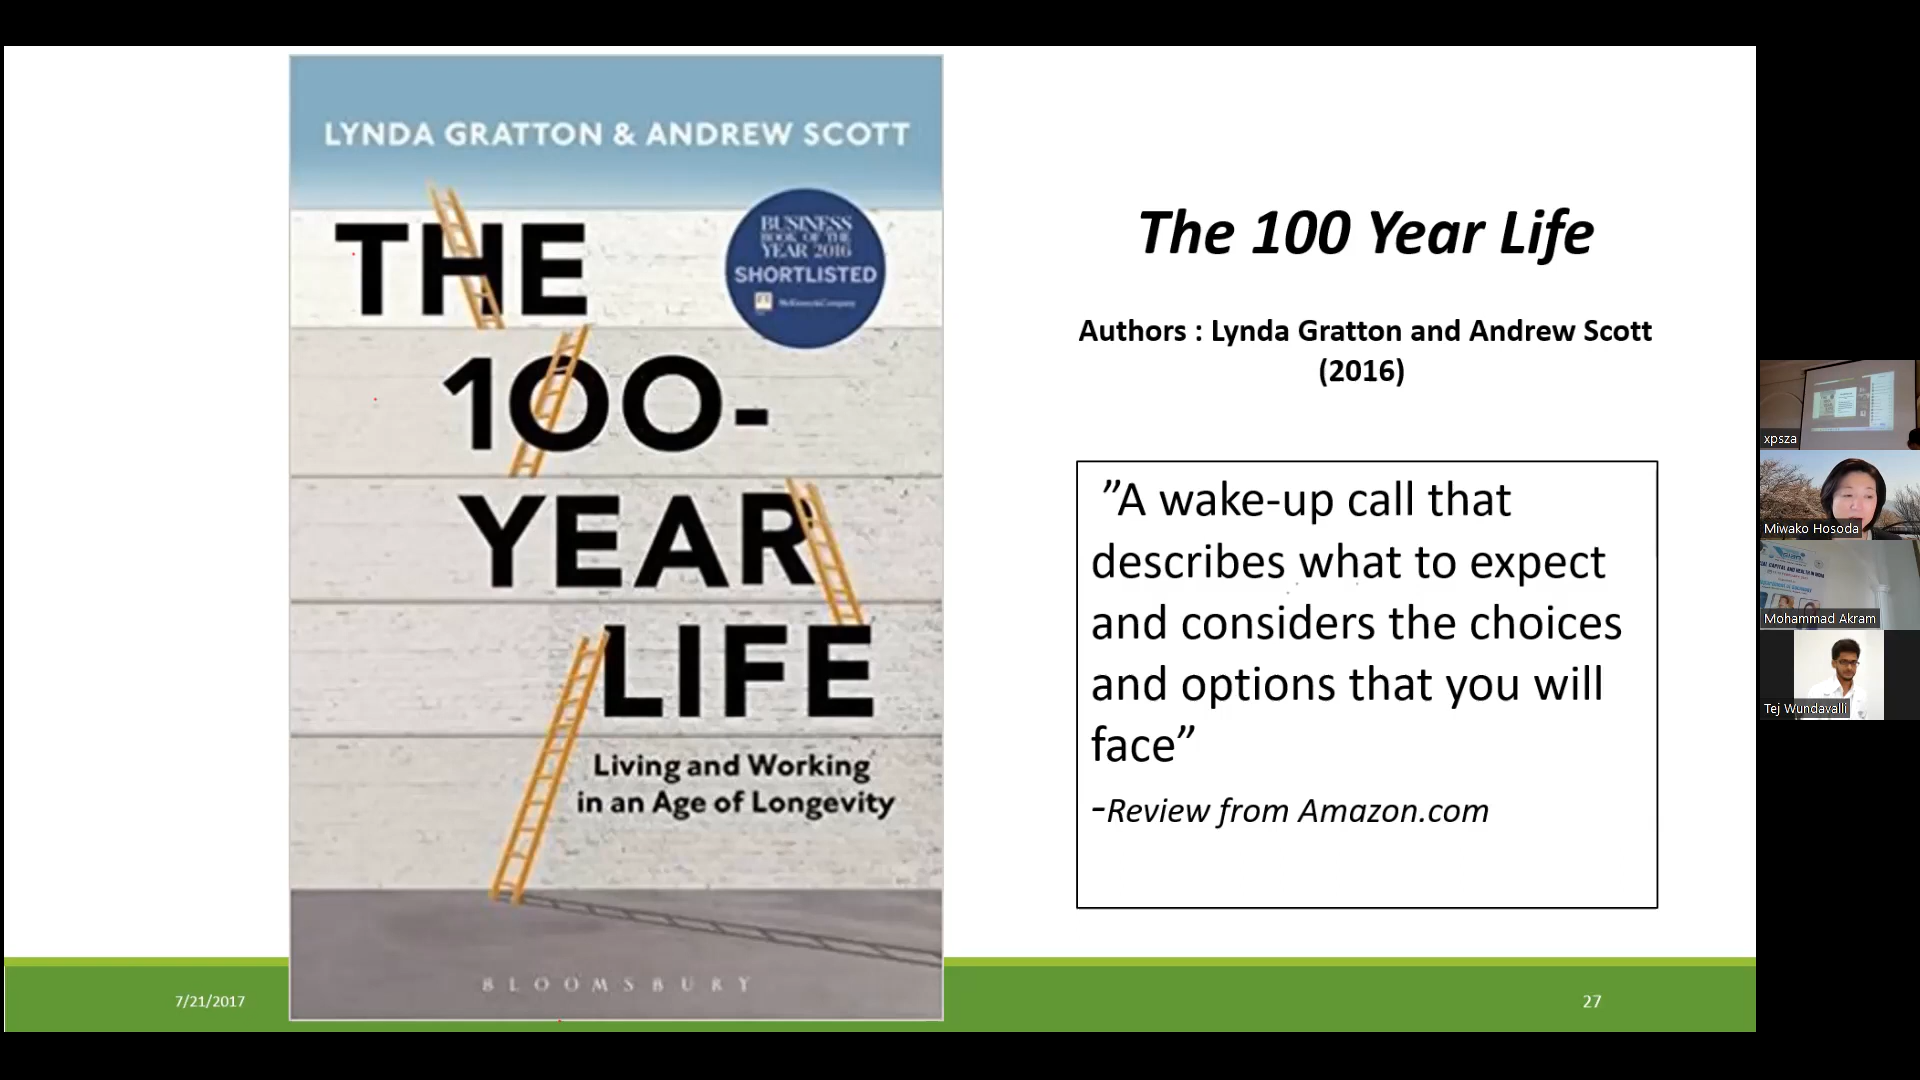 LYNDA GRATTON & ANDREW SCOTT
THE
100-
YEAR
LIFE
BUSINESS
BOOK OF THE
YEAR 2016
SHORTLISTED
McKinsey&Company
Living and Working
in an Age of Longevity
BLOOMSBURY
The 100 Year Life
Authors : Lynda Gratton and Andrew Scott
(2016)
”A wake-up call that
describes what to expect
and considers the choices
and options that you will
face”
-Review from Amazon.com
7/21/2017
27
xpsza
Miwako Hosoda
Mohammad Akram
Tej Wundavalli